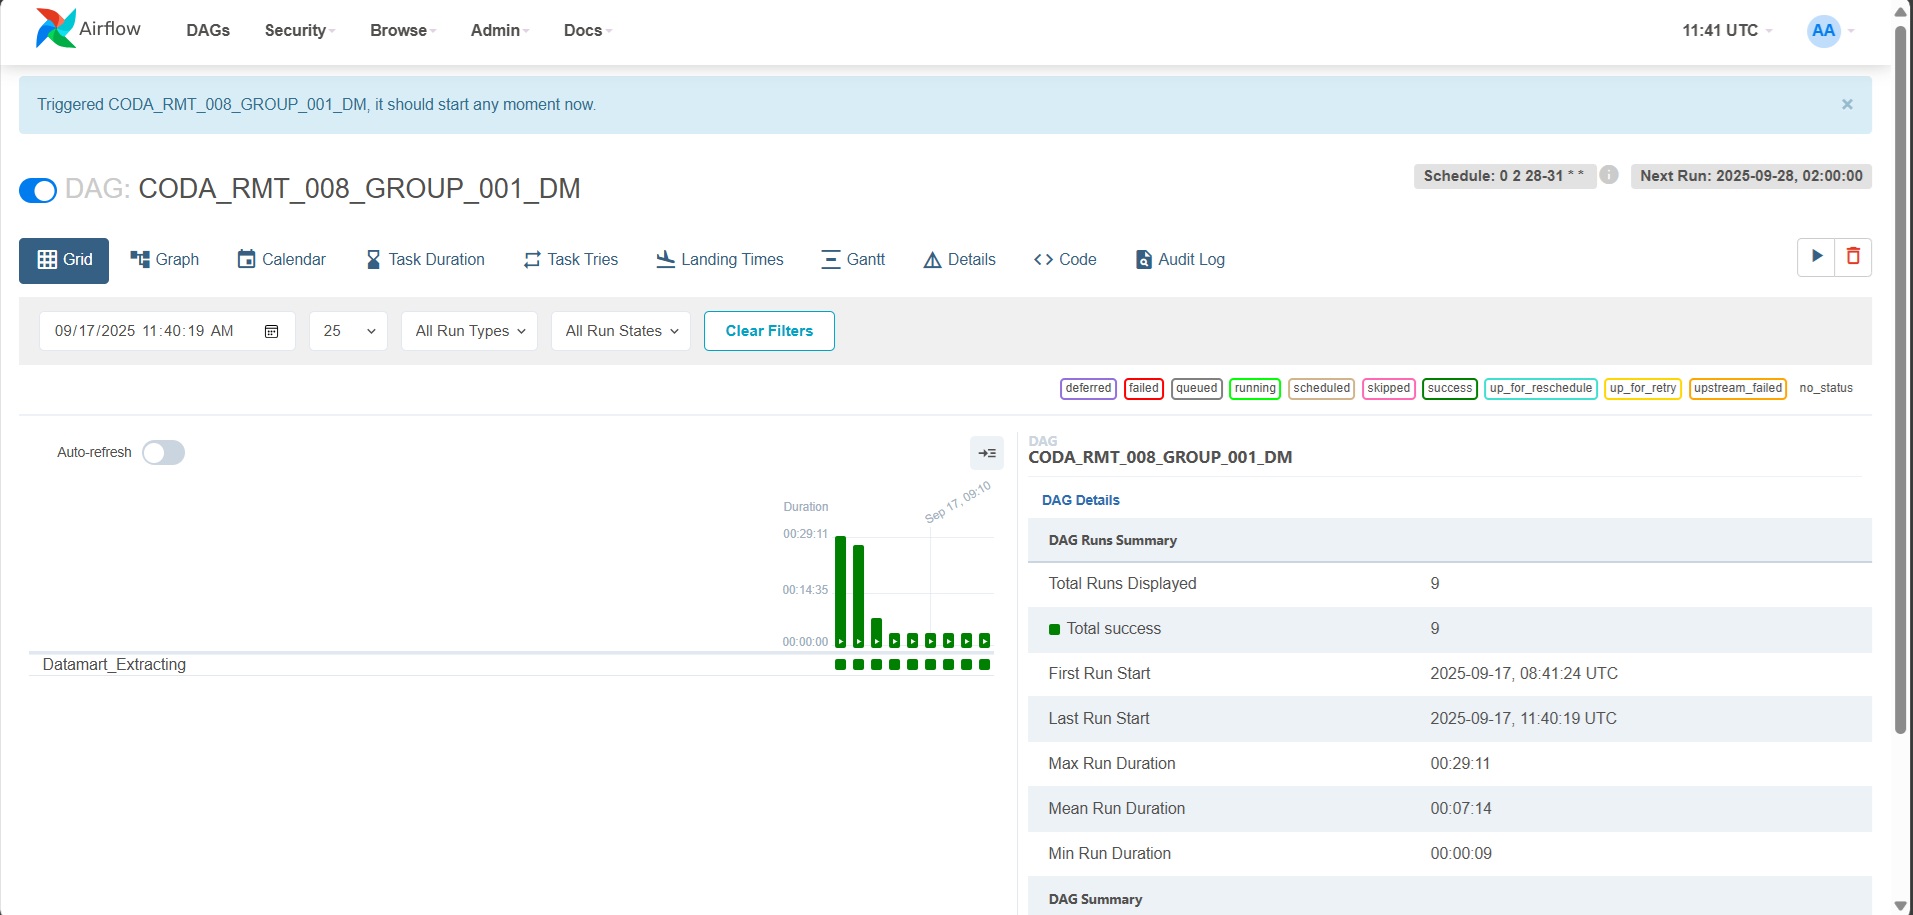 Airflow
DAGs Security Browse Admin Docs 11:41 UTC AA
Triggered CODA_RMT_008_GROUP_001_DM, it should start any moment now. ×
DAG: CODA_RMT_008_GROUP_001_DM
Schedule: 0 2 28-31 * * i Next Run: 2025-09-28, 02:00:00
Grid Graph Calendar Task Duration Task Tries Landing Times Gantt Details Code Audit Log
09/17/2025 11:40:19 AM 25 All Run Types All Run States Clear Filters
deferred failed queued running scheduled skipped success up_for_reschedule up_for_retry upstream_failed no_status
Auto-refresh
Duration
Sep 17, 09:10
00:29:11
00:14:35
00:00:00
Datamart_Extracting
DAG
CODA_RMT_008_GROUP_001_DM
DAG Details
DAG Runs Summary
Total Runs Displayed 9
Total success 9
First Run Start 2025-09-17, 08:41:24 UTC
Last Run Start 2025-09-17, 11:40:19 UTC
Max Run Duration 00:29:11
Mean Run Duration 00:07:14
Min Run Duration 00:00:09
DAG Summary